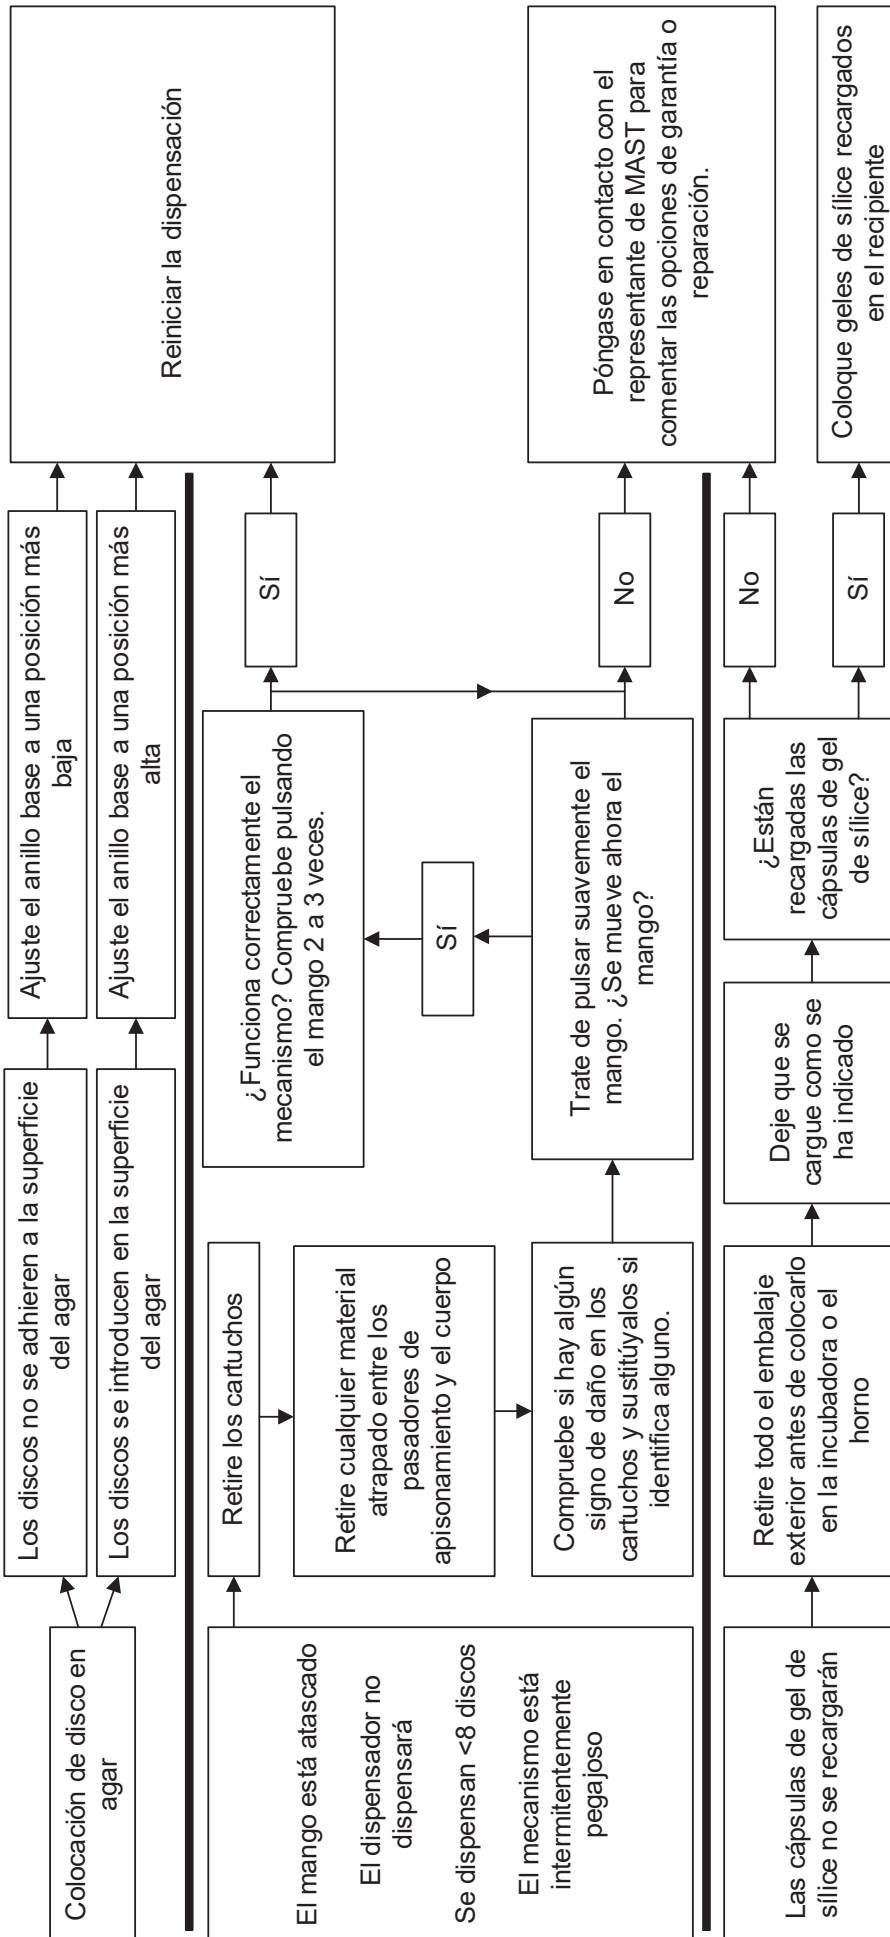 Colocación de disco en
agar
Los discos no se adhieren a la superficie
del agar
Ajuste el anillo base a una posición más
baja
Los discos se introducen en la superficie
del agar
Ajuste el anillo base a una posición más
alta
Reiniciar la dispensación
El mango está atascado
El dispensador no
dispensará
Se dispensan <8 discos
El mecanismo está
intermitentemente
pegajoso
Retire los cartuchos
Retire cualquier material
atrapado entre los
pasadores de
apisonamiento y el cuerpo
Compruebe si hay algún
signo de daño en los
cartuchos y sustitúyalos si
identifica alguno.
¿Funciona correctamente el
mecanismo? Compruebe pulsando
el mango 2 a 3 veces.
Sí
Trate de pulsar suavemente el
mango. ¿Se mueve ahora el
mango?
Sí
No
Póngase en contacto con el
representante de MAST para
comentar las opciones de garantía o
reparación.
Las cápsulas de gel de
sílice no se recargarán
Retire todo el embalaje
exterior antes de colocarlo
en la incubadora o el
horno
Deje que se
cargue como se
ha indicado
¿Están
recargadas las
cápsulas de gel
de sílice?
No
Sí
Coloque geles de sílice recargados
en el recipiente